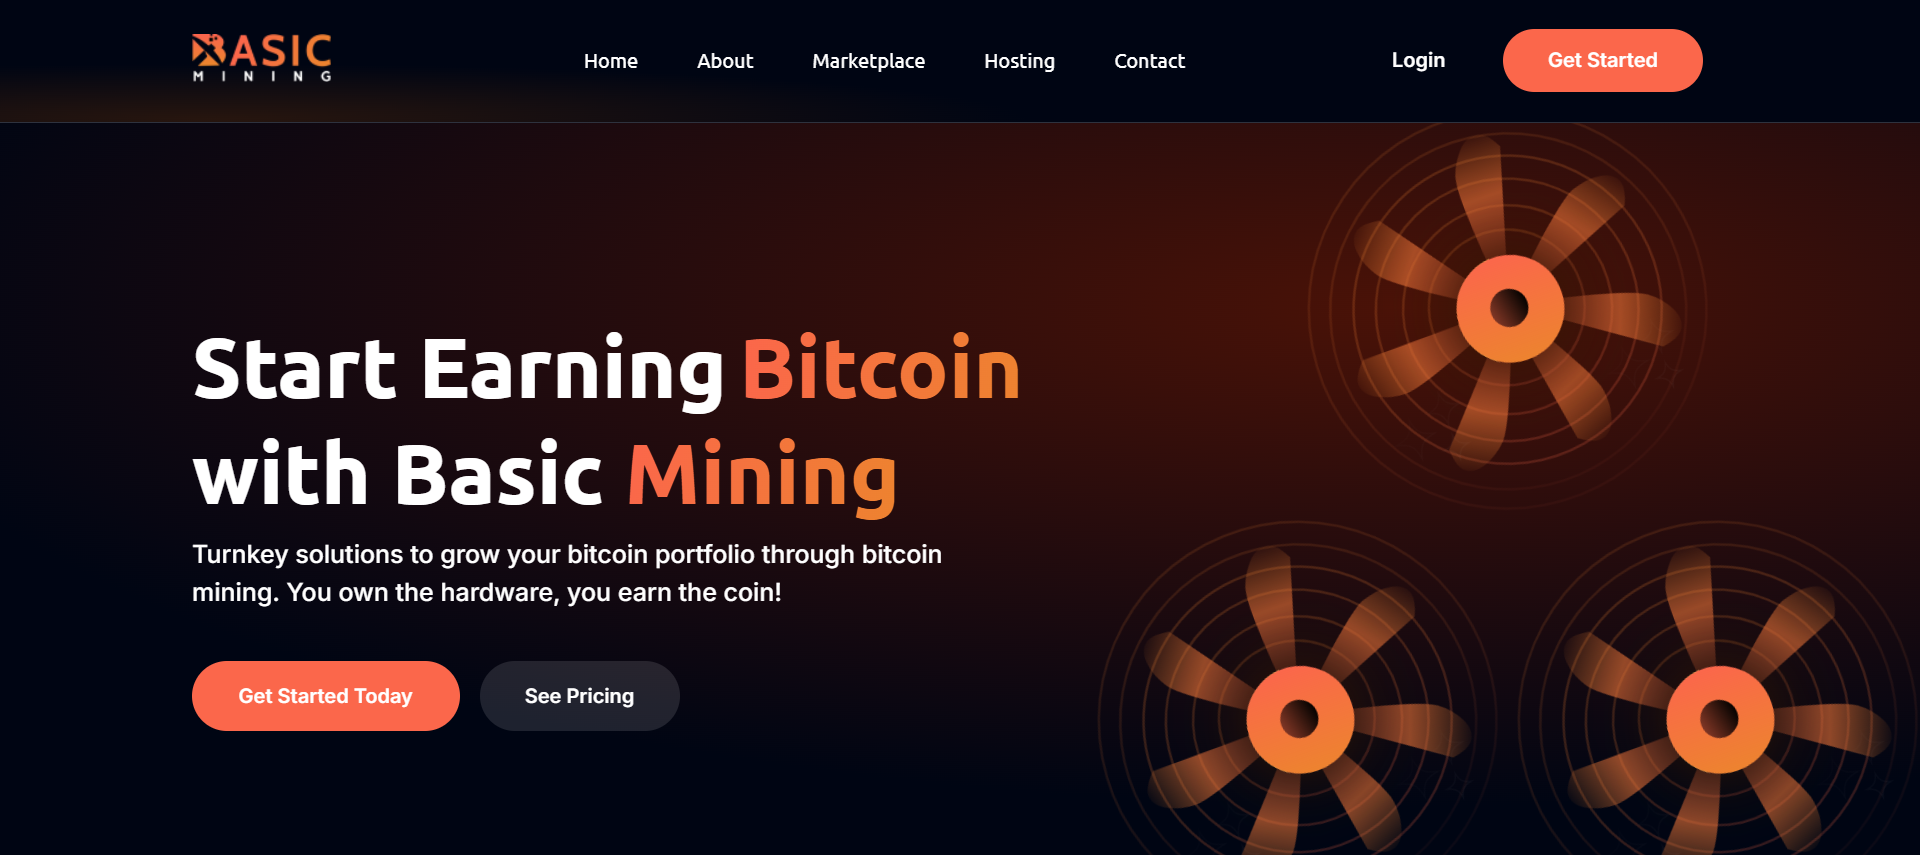 BASIC
MINING
Home
About
Marketplace
Hosting
Contact
Login
Get Started
Start Earning Bitcoin
with Basic Mining
Turnkey solutions to grow your bitcoin portfolio through bitcoin
mining. You own the hardware, you earn the coin!
Get Started Today
See Pricing